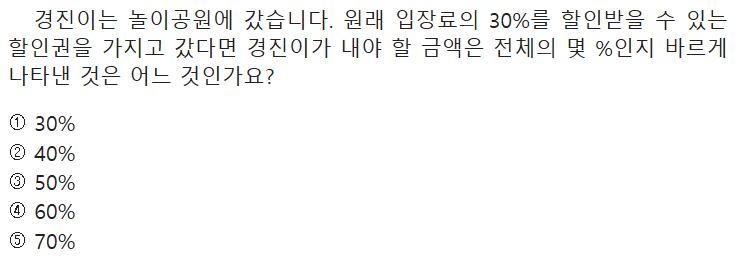 경진이는 놀이공원에 갔습니다. 원래 입장료의 30%를 할인받을 수 있는
할인권을 가지고 갔다면 경진이가 내야 할 금액은 전체의 몇 %인지 바르게
나타낸 것은 어느 것인가요?
① 30%
② 40%
③ 50%
④ 60%
⑤ 70%